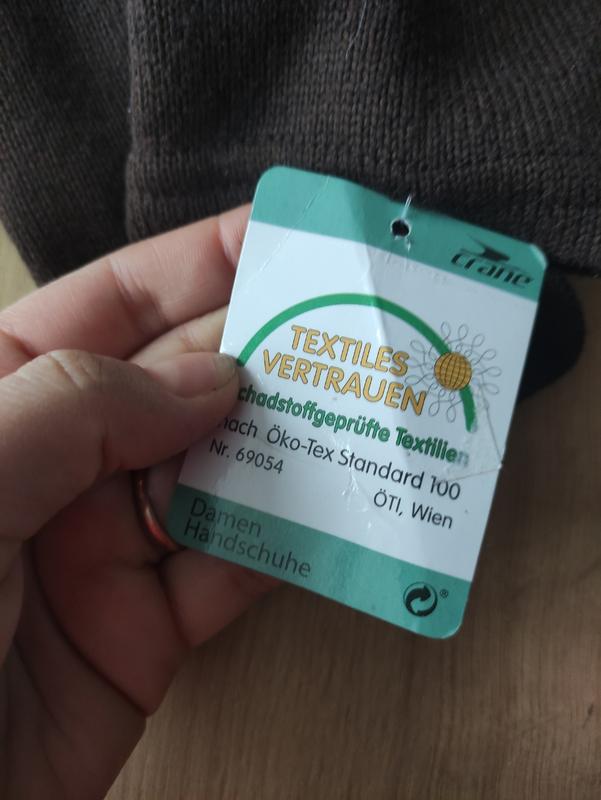 crane
TEXTILES
VERTRAUEN
chadstoffgeprüfte Textilien
nach Öko-Tex Standard 100
Nr. 69054
ÖTI, Wien
Damen
Handschuhe
®